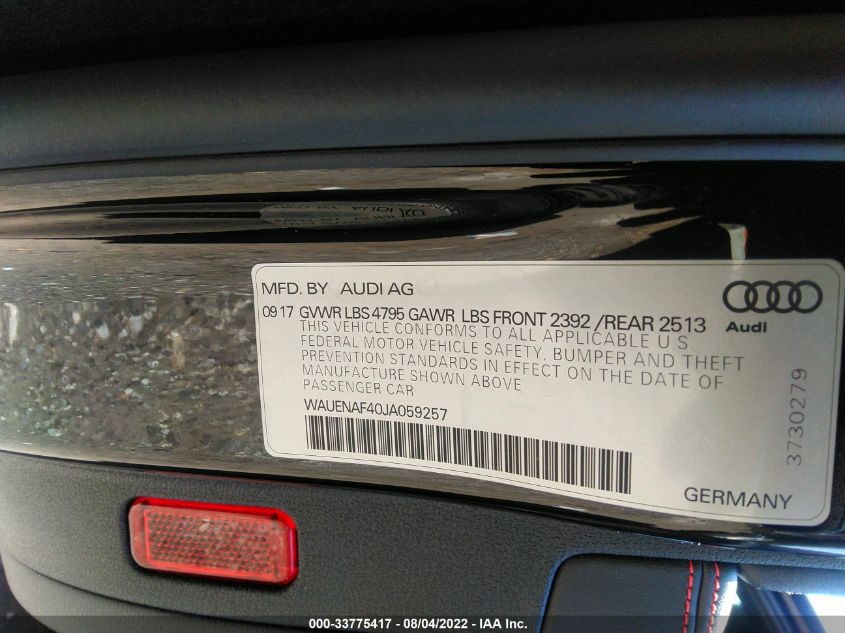 MFD. BY AUDI AG
09 17 GVWR LBS 4795 GAWR LBS FRONT 2392 /REAR 2513
THIS VEHICLE CONFORMS TO ALL APPLICABLE U S.
FEDERAL MOTOR VEHICLE SAFETY, BUMPER AND THEFT
PREVENTION STANDARDS IN EFFECT ON THE DATE OF
MANUFACTURE SHOWN ABOVE
PASSENGER CAR
WAUENAF40JA059257
Audi
3730279
GERMANY
000-33775417 - 08/04/2022 - IAA Inc.